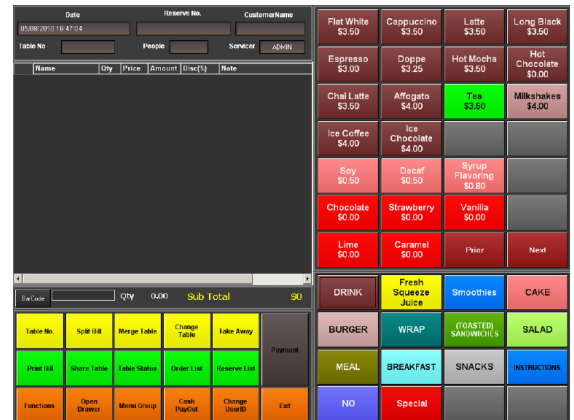 Date Reserve No. CustomerName
05/08/2010 16:47:04
Table No People Servicer ADMIN
Name Qty Price Amount Disc(%) Note
BarCode Qty 0.00 Sub Total $0
Table No. Split Bill Merge Table Change Table Take Away Payment
Print Bill Share Table Table Status Order List Reserve List
Functions Open Drawer Menu Group Cash PayOut Change UserID Exit
Flat White Cappuccino Latte Long Black
$3.50 $3.50 $3.50 $3.50
Espresso Doppe Hot Mocha Hot Chocolate
$3.00 $3.25 $3.50 $0.00
Chai Latte Affogato Tea Milkshakes
$3.50 $4.00 $3.50 $4.00
Ice Coffee Ice Chocolate
$4.00 $4.00
Soy Decaf Syrup Flavoring
$0.50 $0.50 $0.80
Chocolate Strawberry Vanilla
$0.00 $0.00 $0.00
Lime Caramel Prior Next
$0.00 $0.00
DRINK Fresh Squeeze Juice Smoothies CAKE
BURGER WRAP (TOASTED) SANDWICHES SALAD
MEAL BREAKFAST SNACKS INSTRUCTIONS
NO Special